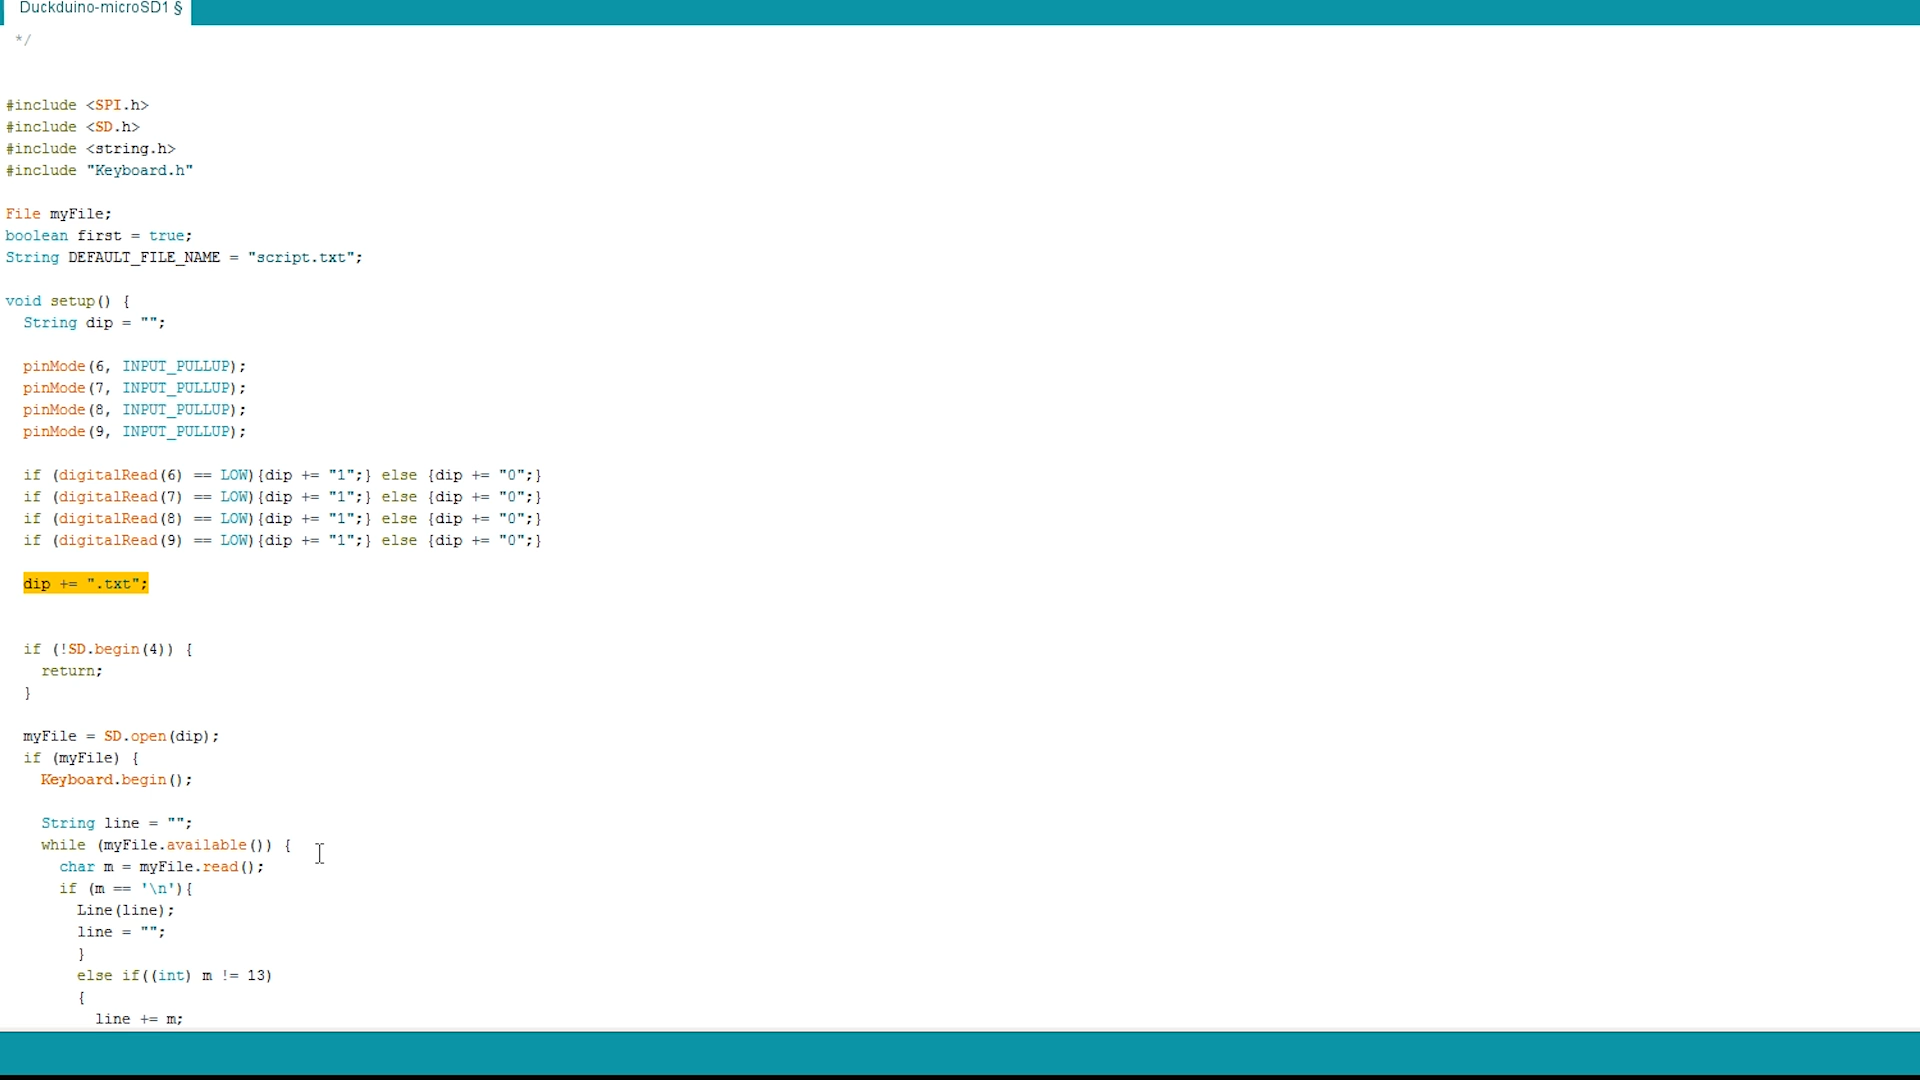 Duckduino-microSD1 §
*/
#include <SPI.h>
#include <SD.h>
#include <string.h>
#include "Keyboard.h"
File myFile;
boolean first = true;
String DEFAULT_FILE_NAME = "script.txt";
void setup() {
String dip = "";
pinMode(6, INPUT_PULLUP);
pinMode(7, INPUT_PULLUP);
pinMode(8, INPUT_PULLUP);
pinMode(9, INPUT_PULLUP);
if (digitalRead(6) == LOW){dip += "1";} else {dip += "0";}
if (digitalRead(7) == LOW){dip += "1";} else {dip += "0";}
if (digitalRead(8) == LOW){dip += "1";} else {dip += "0";}
if (digitalRead(9) == LOW){dip += "1";} else {dip += "0";}
dip += ".txt";
if (!SD.begin(4)) {
return;
}
myFile = SD.open(dip);
if (myFile) {
Keyboard.begin();
String line = "";
while (myFile.available()) {
char m = myFile.read();
if (m == '\n'){
Line(line);
line = "";
}
else if((int) m != 13)
{
line += m;